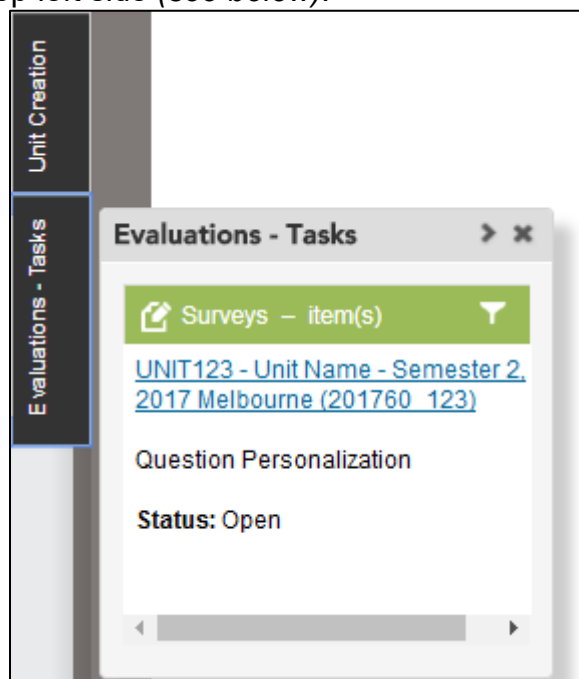 Unit Creation
Evaluations - Tasks
Evaluations - Tasks
Surveys – item(s)
UNIT123 - Unit Name - Semester 2,
2017 Melbourne (201760_123)
Question Personalization
Status: Open